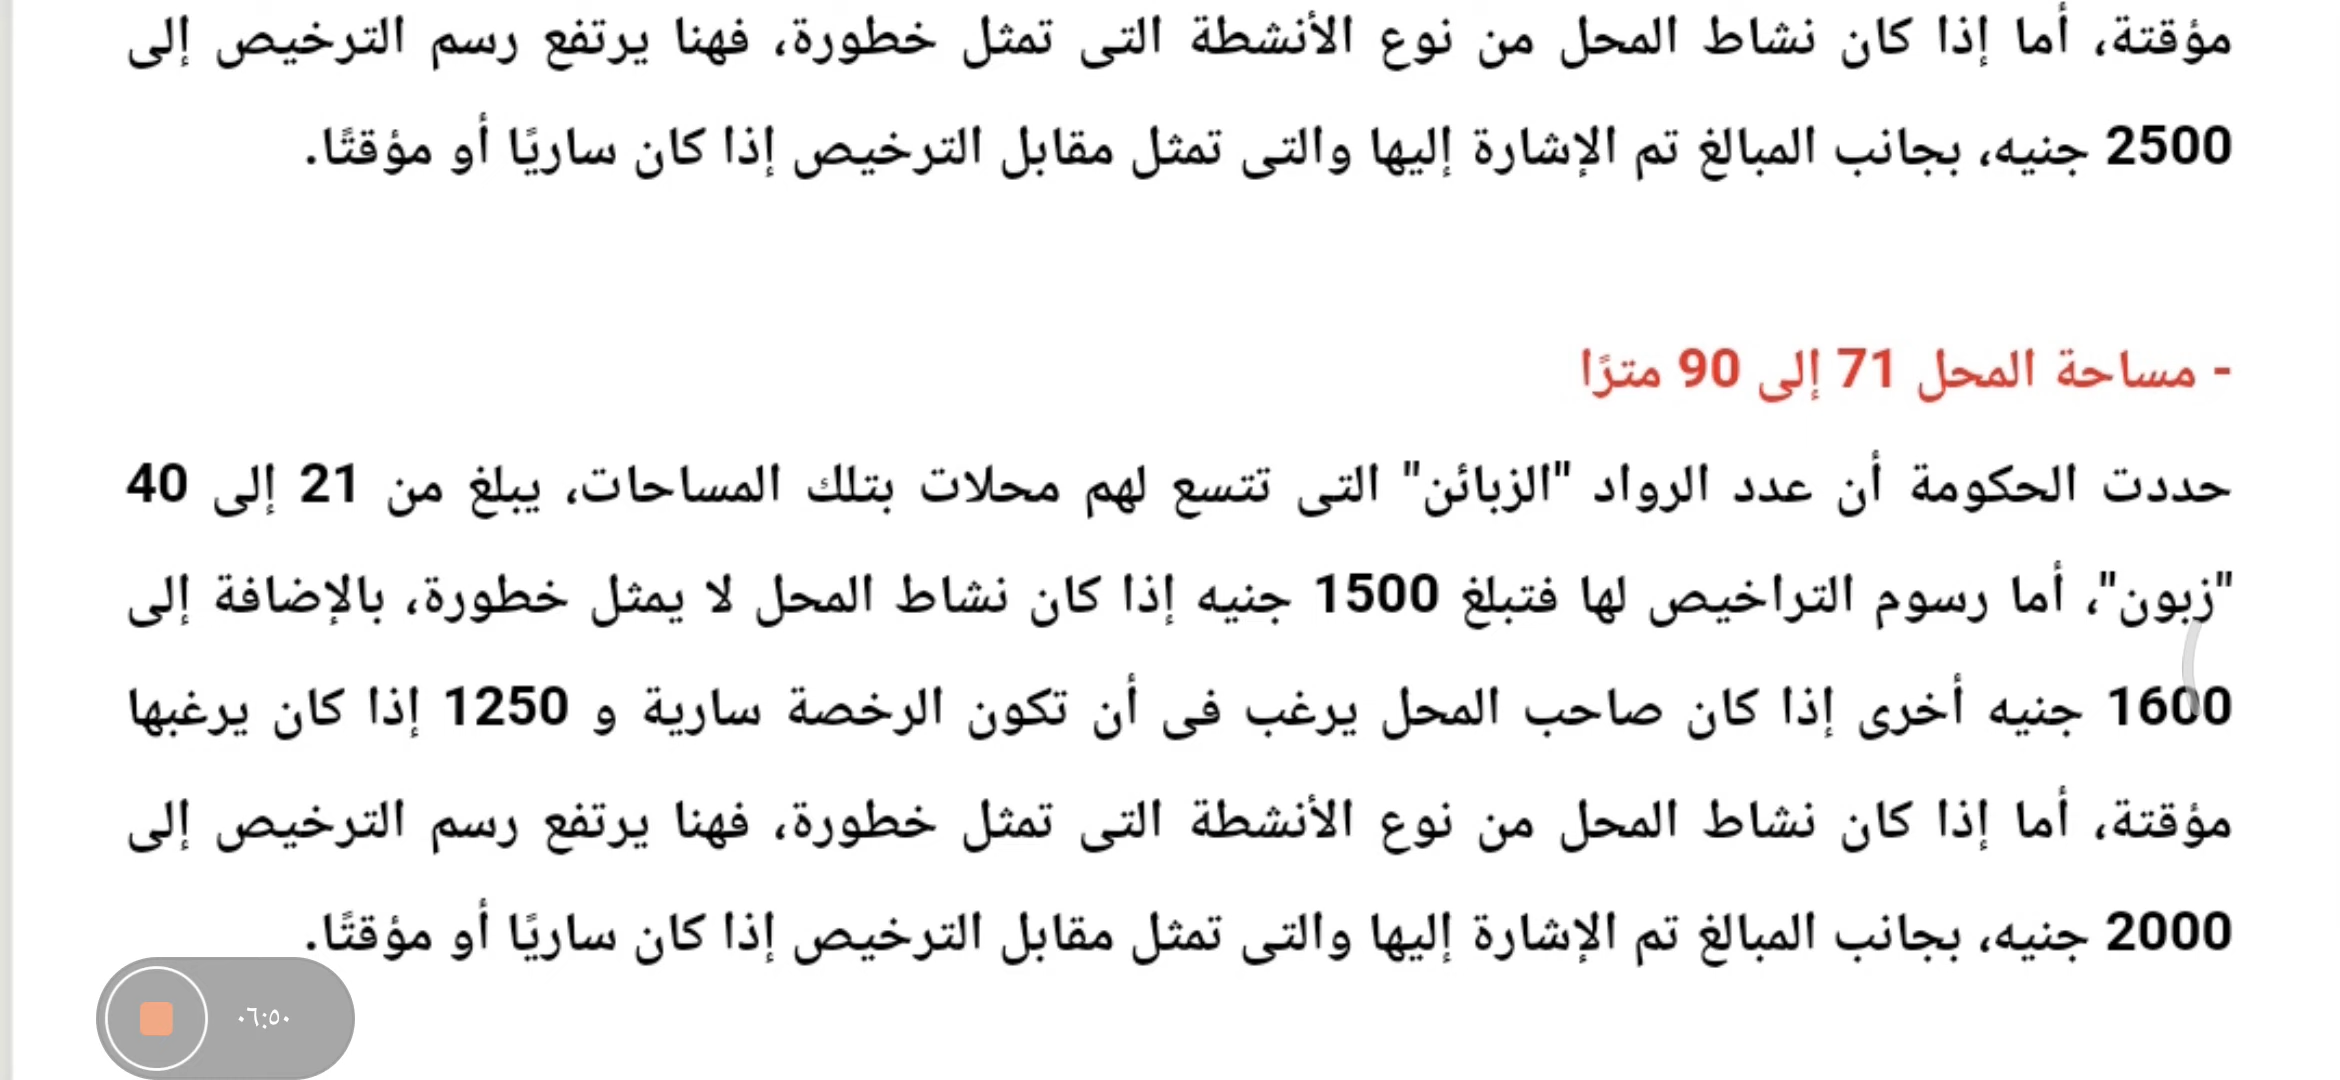 مؤقتة، أما إذا كان نشاط المحل من نوع الأنشطة التى تمثل خطورة، فهنا يرتفع رسم الترخيص إلى
2500 جنيه، بجانب المبالغ تم الإشارة إليها والتى تمثل مقابل الترخيص إذا كان ساريًا أو مؤقتًا.
- مساحة المحل 71 إلى 90 مترًا
حددت الحكومة أن عدد الرواد "الزبائن" التى تتسع لهم محلات بتلك المساحات، يبلغ من 21 إلى 40
"زبون"، أما رسوم التراخيص لها فتبلغ 1500 جنيه إذا كان نشاط المحل لا يمثل خطورة، بالإضافة إلى
1600 جنيه أخرى إذا كان صاحب المحل يرغب فى أن تكون الرخصة سارية و 1250 إذا كان يرغبها
مؤقتة، أما إذا كان نشاط المحل من نوع الأنشطة التى تمثل خطورة، فهنا يرتفع رسم الترخيص إلى
2000 جنيه، بجانب المبالغ تم الإشارة إليها والتى تمثل مقابل الترخيص إذا كان ساريًا أو مؤقتًا.
٠٦:٥٠